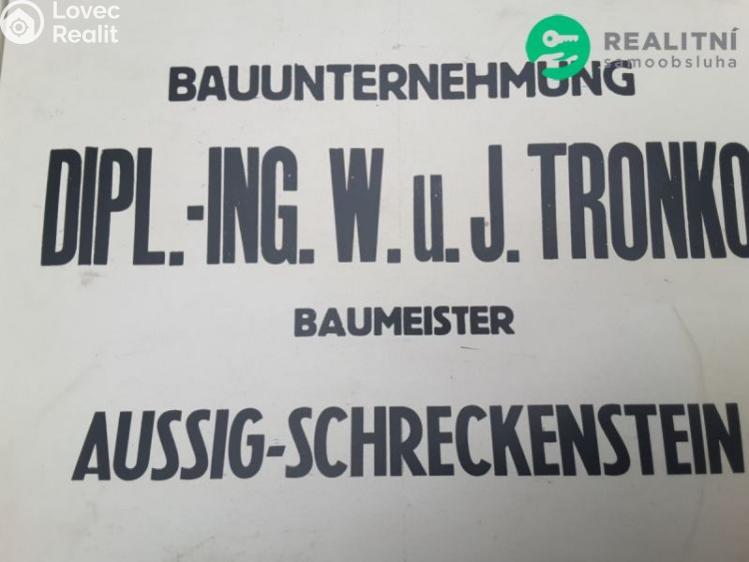 Lovec
Realit
REALITNÍ
samoobsluha
BAUUNTERNEHMUNG
DIPL.-ING. W. u. J. TRONKO
BAUMEISTER
AUSSIG-SCHRECKENSTEIN